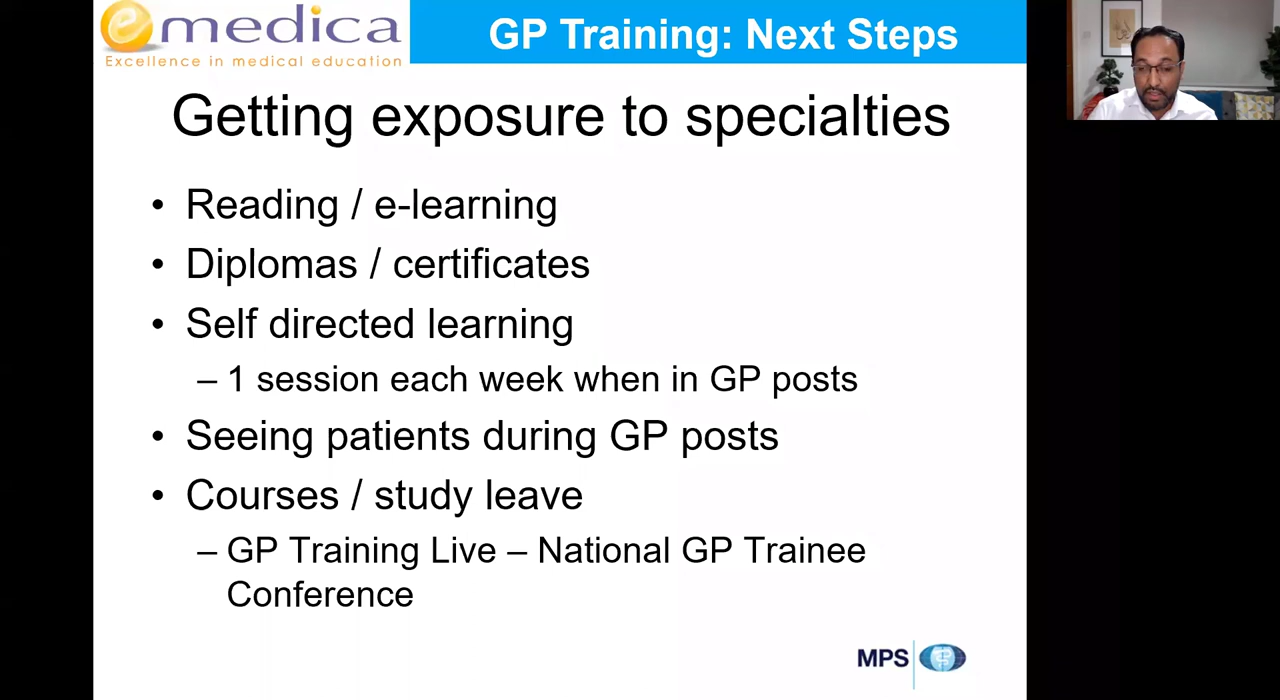 emedica
Excellence in medical education
GP Training: Next Steps
Getting exposure to specialties
• Reading / e-learning
• Diplomas / certificates
• Self directed learning
– 1 session each week when in GP posts
• Seeing patients during GP posts
• Courses / study leave
– GP Training Live – National GP Trainee
Conference
MPS